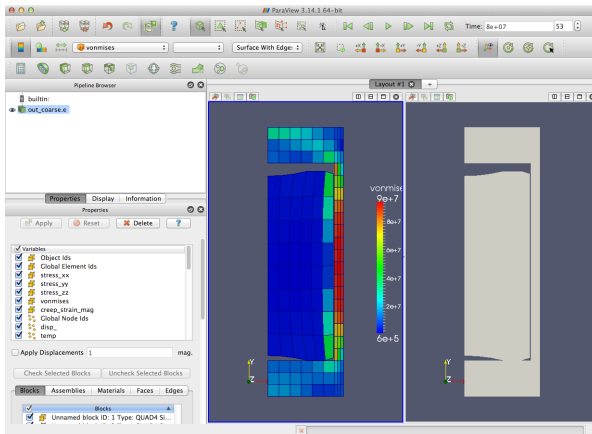 ParaView 3.14.1 64-bit
Time: 8e+07 53
vonmises Surface With Edges
Pipeline Browser
Layout #1
builtin:
out_coarse.e
Properties Display Information
Properties
Apply Reset Delete ?
Variables
Object Ids
Global Element Ids
stress_xx
stress_yy
stress_zz
vonmises
creep_strain_mag
Global Node Ids
disp_
temp
Apply Displacements 1 mag.
Check Selected Blocks Uncheck Selected Blocks
Blocks Assemblies Materials Faces Edges
Blocks
Unnamed block ID: 1 Type: QUAD4 Si...
vonmise
9e+7
8e+7
6e+7
4e+7
2e+7
6e+5
Y
Z
Y
Z